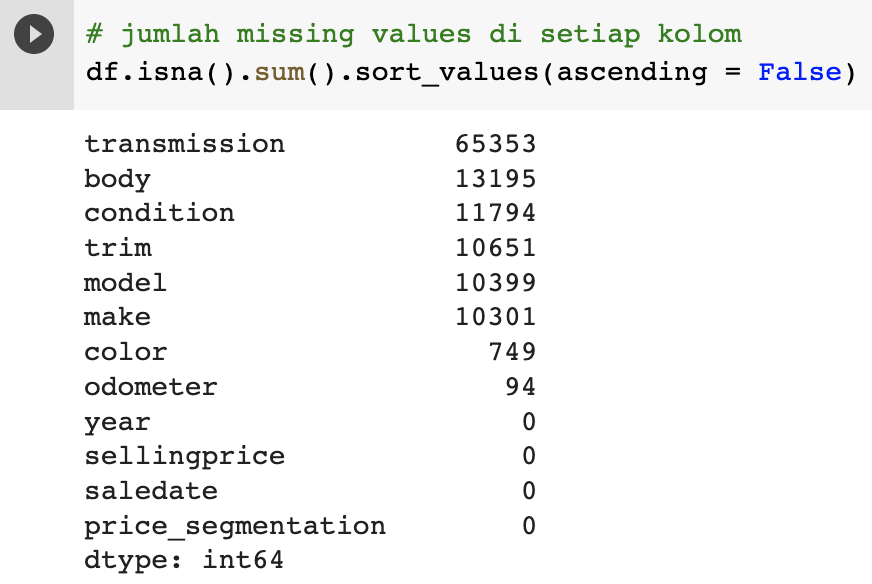 # jumlah missing values di setiap kolom
df.isna().sum().sort_values(ascending = False)
transmission 65353
body 13195
condition 11794
trim 10651
model 10399
make 10301
color 749
odometer 94
year 0
sellingprice 0
saledate 0
price_segmentation 0
dtype: int64